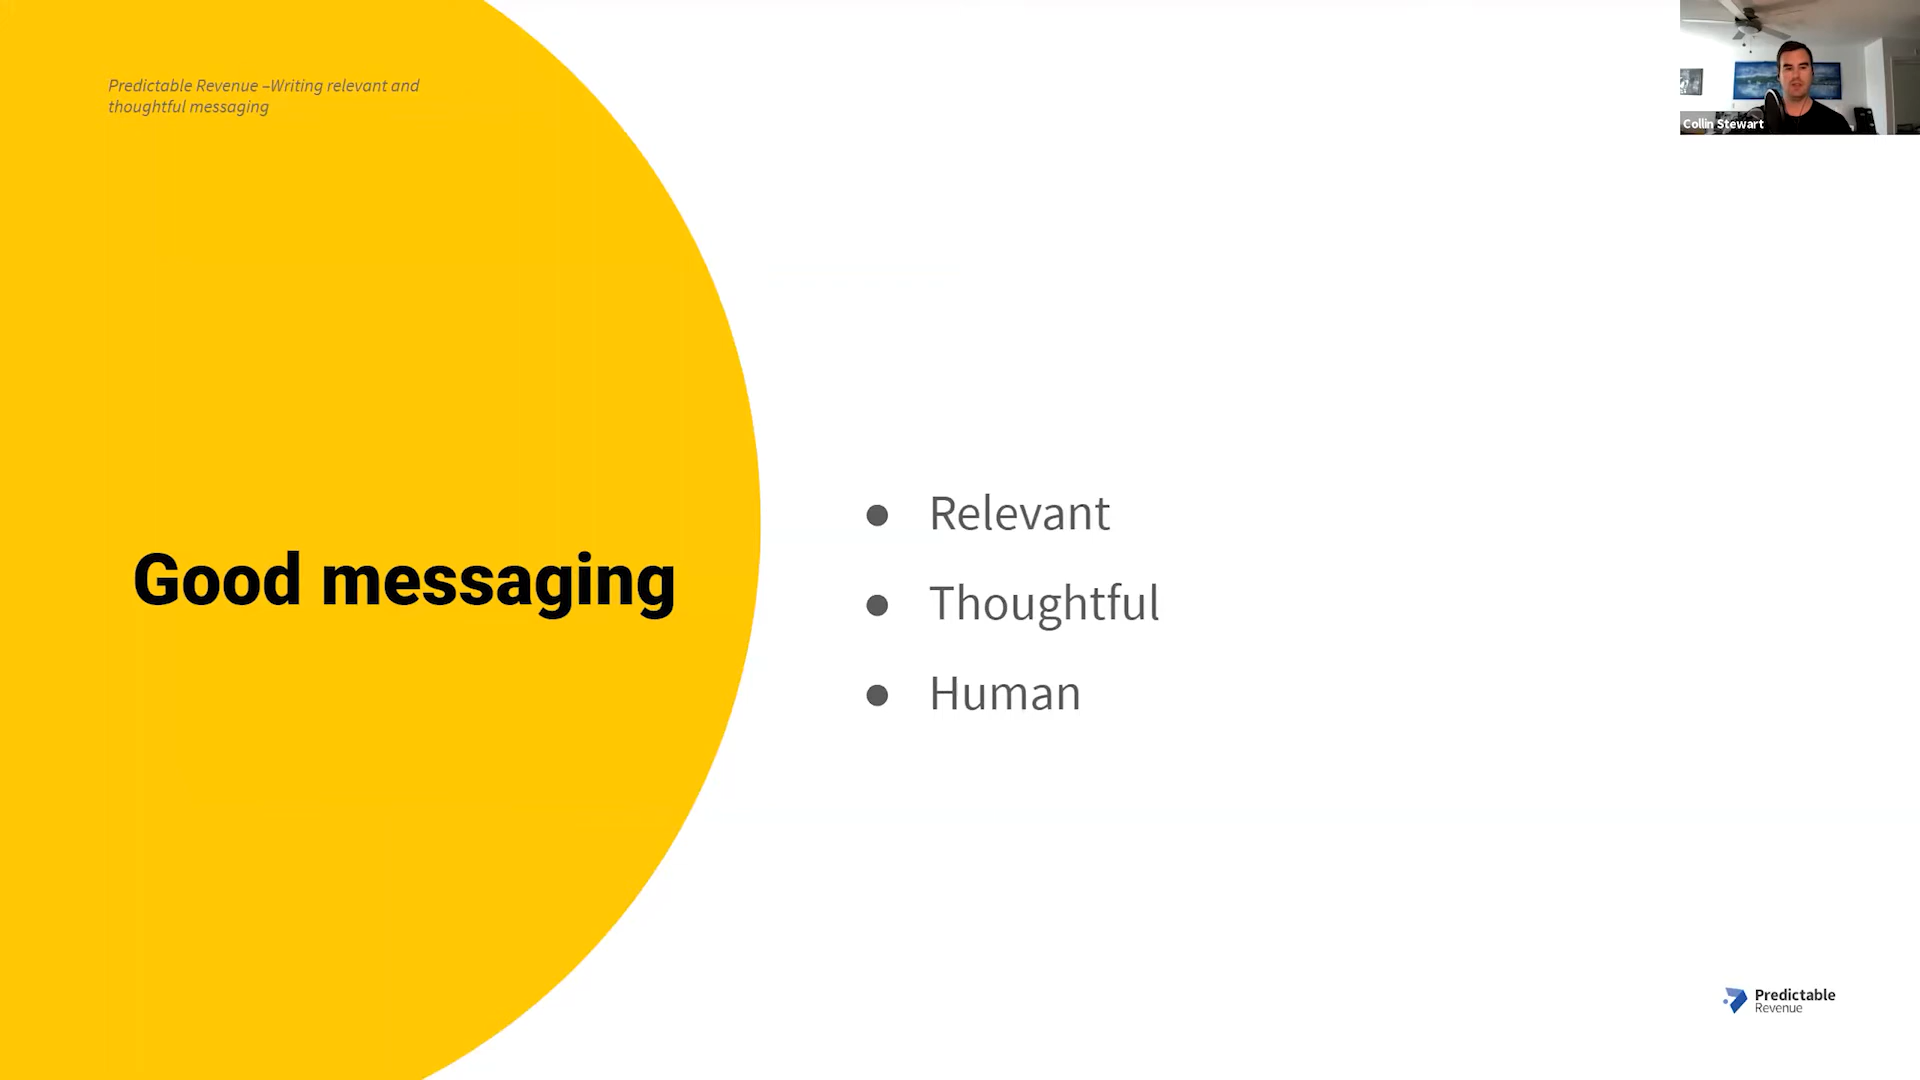 Predictable Revenue –Writing relevant and
thoughtful messaging
Collin Stewart
Good messaging
● Relevant
● Thoughtful
● Human
Predictable
Revenue